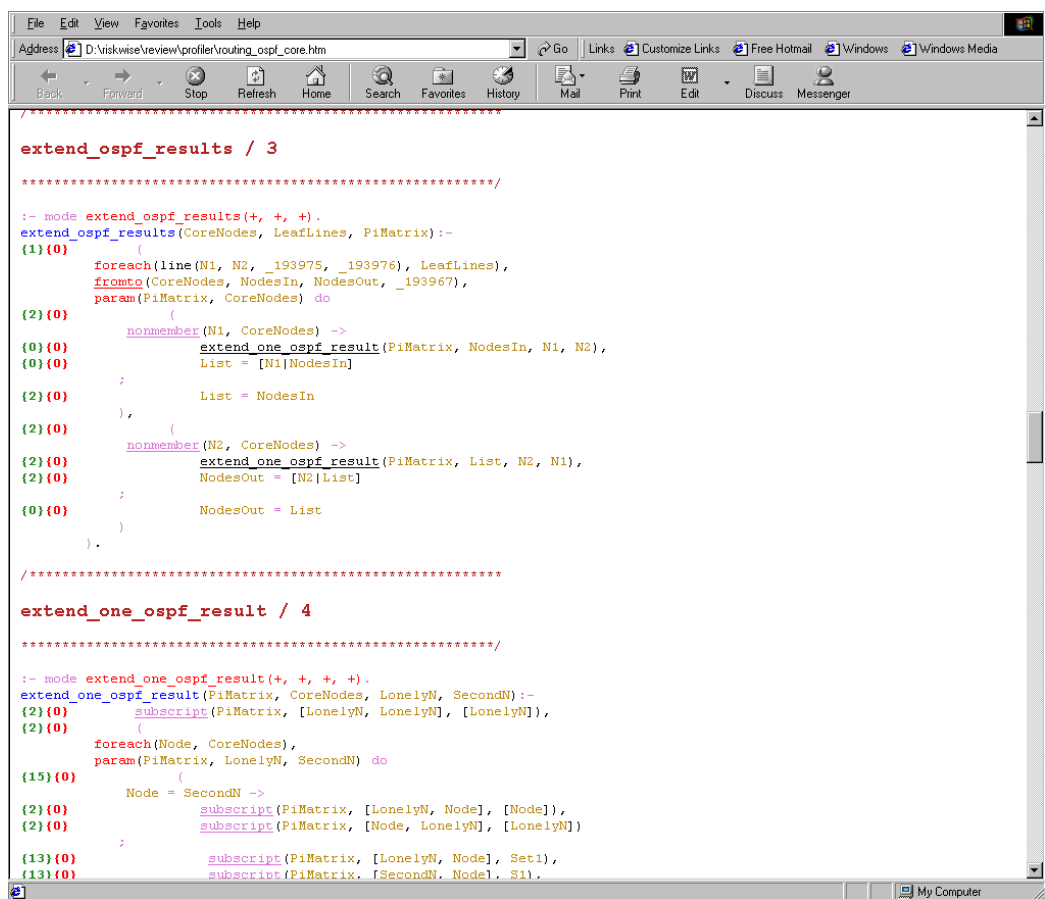 File Edit View Favorites Tools Help
Address D:\riskwise\review\profiler\routing_ospf_core.htm Go Links Customize Links Free Hotmail Windows Windows Media
Back Forward Stop Refresh Home Search Favorites History Mail Print Edit Discuss Messenger
/**********************************************************
extend_ospf_results / 3
**********************************************************/
:- mode extend_ospf_results(+, +, +).
extend_ospf_results(CoreNodes, LeafLines, PiMatrix):-
{1}{0} (
foreach(line(N1, N2, _193975, _193976), LeafLines),
fromto(CoreNodes, NodesIn, NodesOut, _193967),
param(PiMatrix, CoreNodes) do
{2}{0} (
nonmember(N1, CoreNodes) ->
{0}{0} extend_one_ospf_result(PiMatrix, NodesIn, N1, N2),
{0}{0} List = [N1|NodesIn]
;
{2}{0} List = NodesIn
),
{2}{0} (
nonmember(N2, CoreNodes) ->
{2}{0} extend_one_ospf_result(PiMatrix, List, N2, N1),
{2}{0} NodesOut = [N2|List]
;
{0}{0} NodesOut = List
)
).
/**********************************************************
extend_one_ospf_result / 4
**********************************************************/
:- mode extend_one_ospf_result(+, +, +, +).
extend_one_ospf_result(PiMatrix, CoreNodes, LonelyN, SecondN):-
{2}{0} subscript(PiMatrix, [LonelyN, LonelyN], [LonelyN]),
{2}{0} (
foreach(Node, CoreNodes),
param(PiMatrix, LonelyN, SecondN) do
{15}{0} (
Node = SecondN ->
{2}{0} subscript(PiMatrix, [LonelyN, Node], [Node]),
{2}{0} subscript(PiMatrix, [Node, LonelyN], [LonelyN])
;
{13}{0} subscript(PiMatrix, [LonelyN, Node], Set1),
{13}{0} subscript(PiMatrix, [SecondN, Node], S1),
My Computer